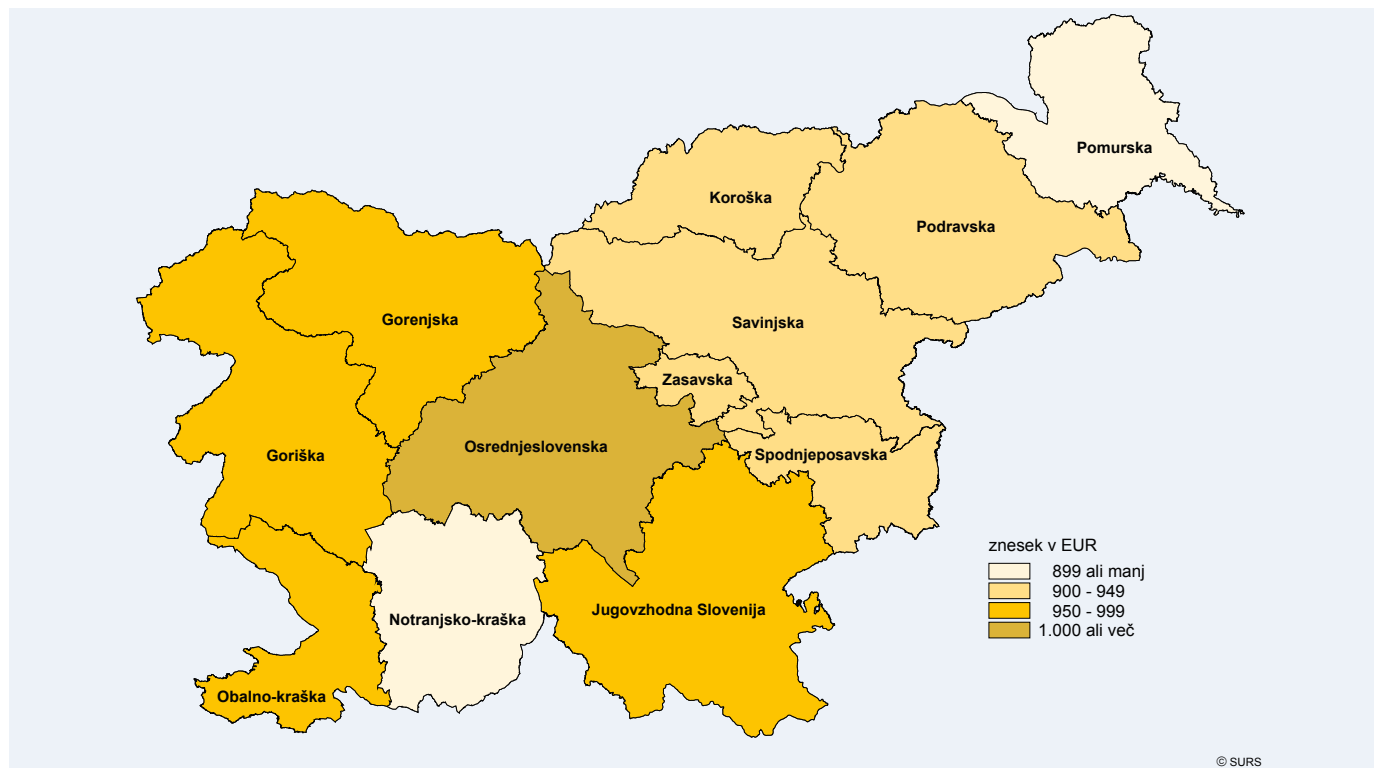 Pomurska
Koroška
Podravska
Gorenjska
Savinjska
Zasavska
Osrednjeslovenska
Goriška
Spodnjeposavska
Jugovzhodna Slovenija
Notranjsko-kraška
Obalno-kraška
znesek v EUR
899 ali manj
900 - 949
950 - 999
1.000 ali več
© SURS